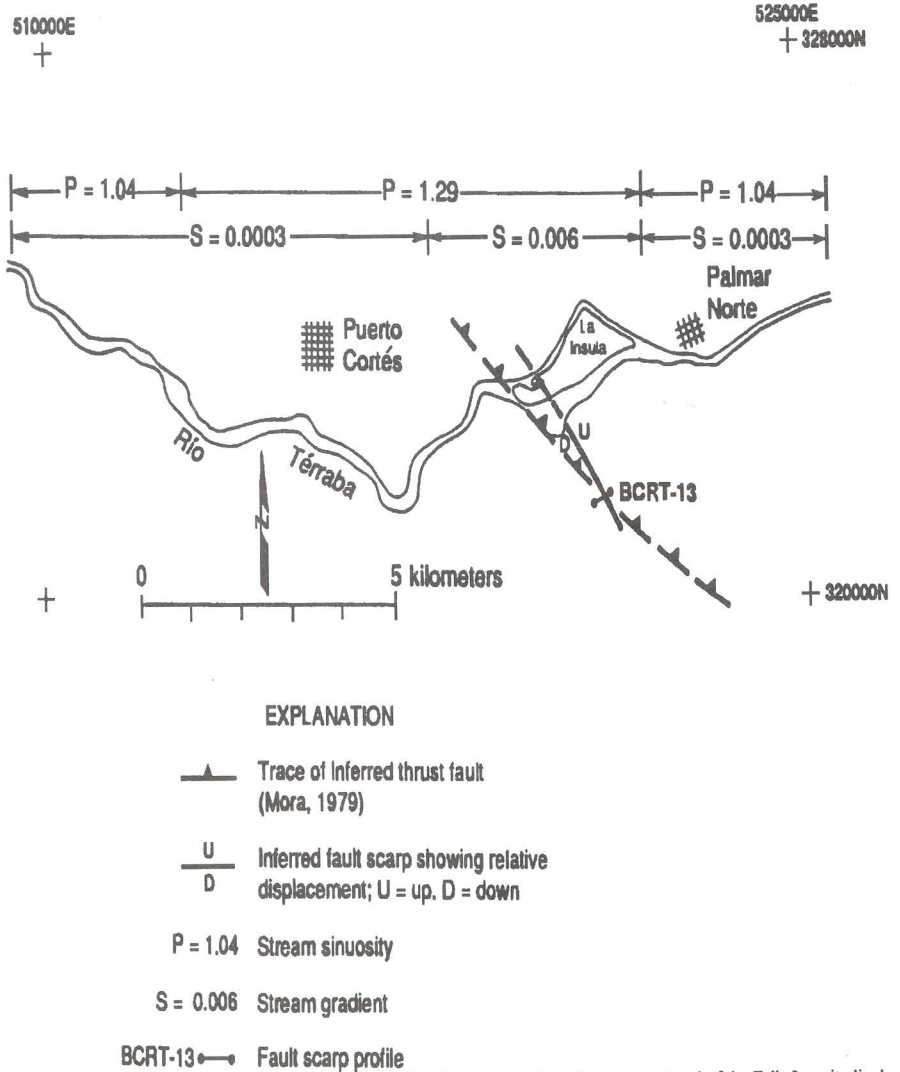 510000E
525000E
328000N
P = 1.04
P = 1.29
P = 1.04
S = 0.0003
S = 0.006
S = 0.0003
Palmar
Norte
La
Insula
Puerto
Cortés
Río
Térraba
U
D
BCRT-13
N
0
5 kilometers
320000N
EXPLANATION
Trace of Inferred thrust fault
(Mora, 1979)
U
D
Inferred fault scarp showing relative
displacement; U = up, D = down
P = 1.04 Stream sinuosity
S = 0.006 Stream gradient
BCRT-13 Fault scarp profile